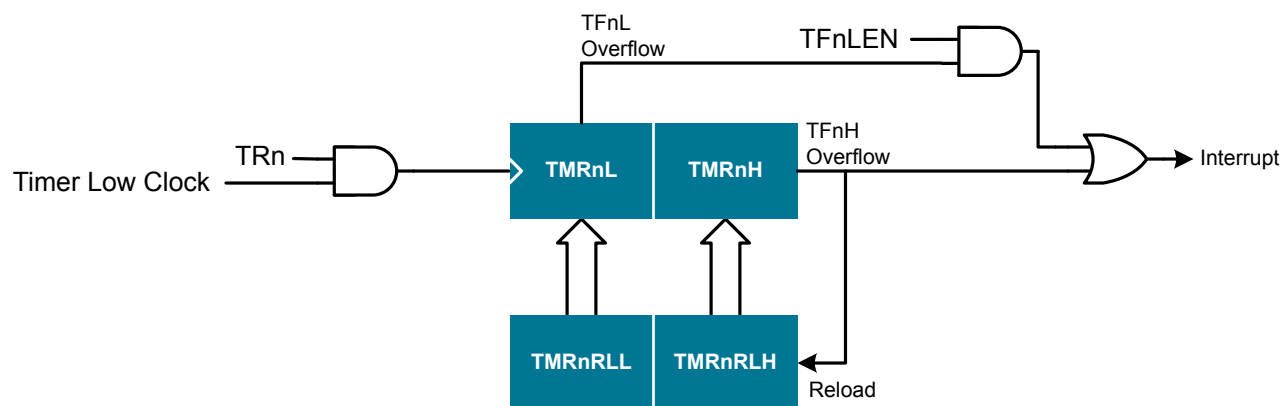 TFnL
Overflow
TFnLEN
TRn
Timer Low Clock
TMRnL
TMRnH
TFnH
Overflow
Interrupt
TMRnRLL
TMRnRLH
Reload